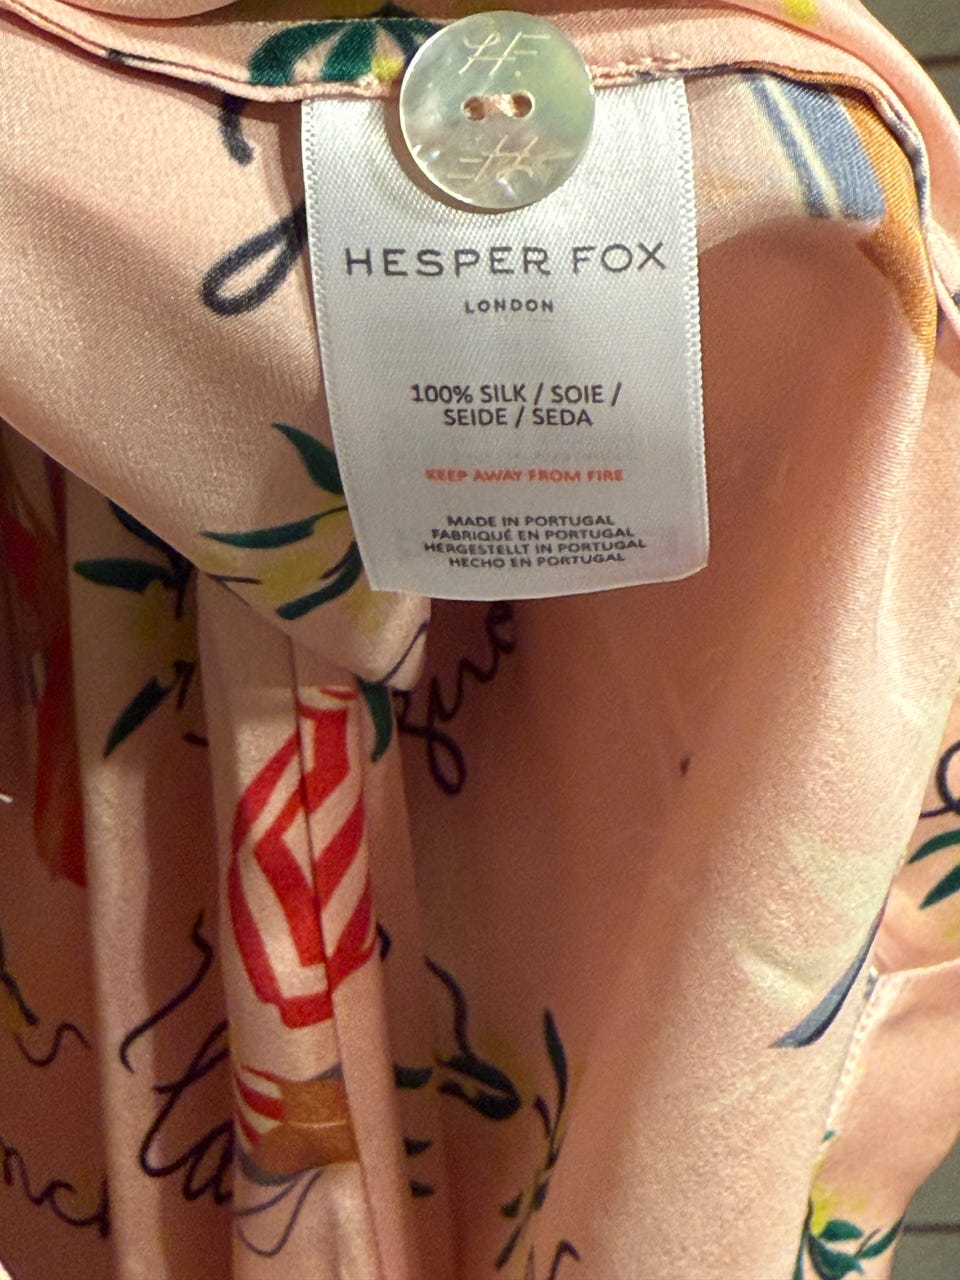 H.F.
HESPER FOX
LONDON
100% SILK / SOIE /
SEIDE / SEDA
KEEP AWAY FROM FIRE
MADE IN PORTUGAL
FABRIQUÉ EN PORTUGAL
HERGESTELLT IN PORTUGAL
HECHO EN PORTUGAL
la